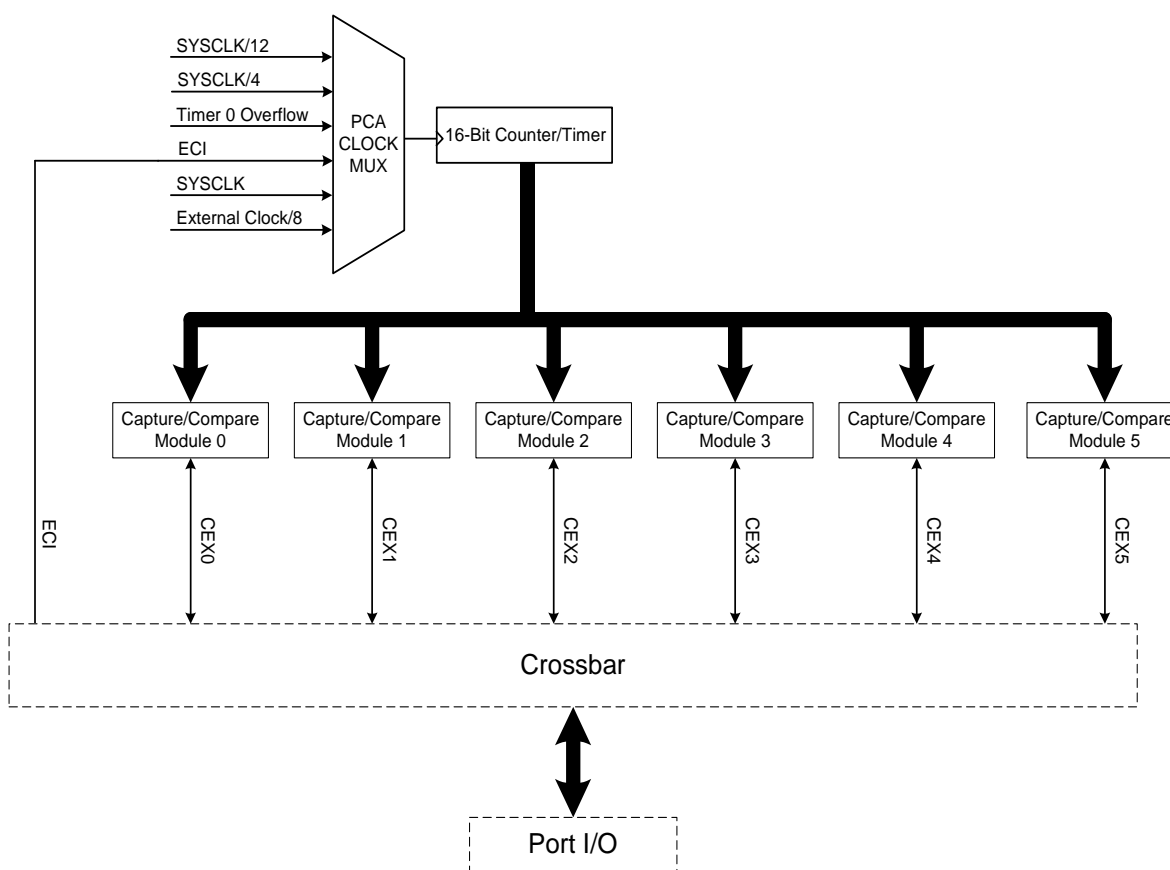 SYSCLK/12
SYSCLK/4
Timer 0 Overflow
ECI
SYSCLK
External Clock/8
PCA
CLOCK
MUX
16-Bit Counter/Timer
Capture/Compare
Module 0
Capture/Compare
Module 1
Capture/Compare
Module 2
Capture/Compare
Module 3
Capture/Compare
Module 4
Capture/Compare
Module 5
ECI
CEX0
CEX1
CEX2
CEX3
CEX4
CEX5
Crossbar
Port I/O